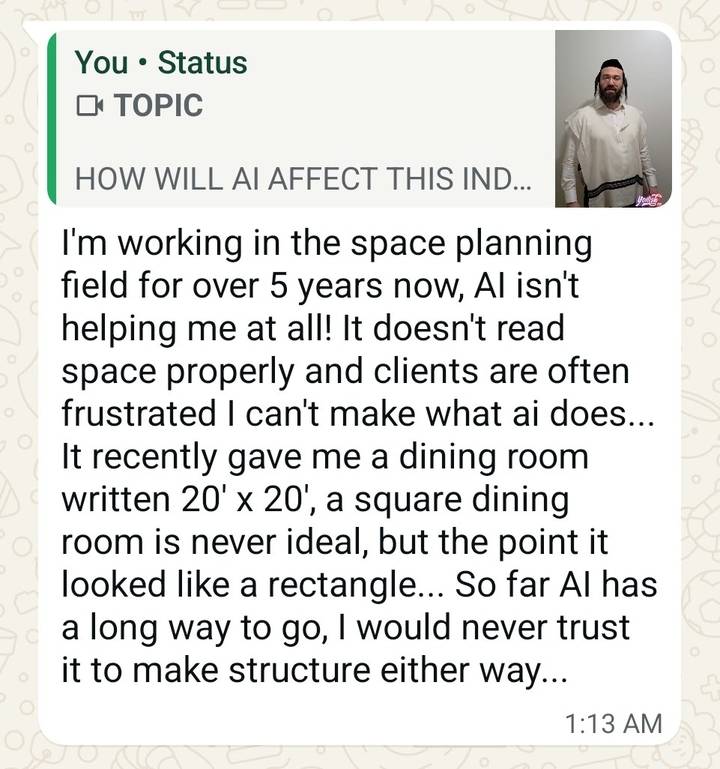 You • Status
TOPIC
HOW WILL AI AFFECT THIS IND...
I'm working in the space planning
field for over 5 years now, AI isn't
helping me at all! It doesn't read
space properly and clients are often
frustrated I can't make what ai does...
It recently gave me a dining room
written 20' x 20', a square dining
room is never ideal, but the point it
looked like a rectangle... So far AI has
a long way to go, I would never trust
it to make structure either way...
1:13 AM